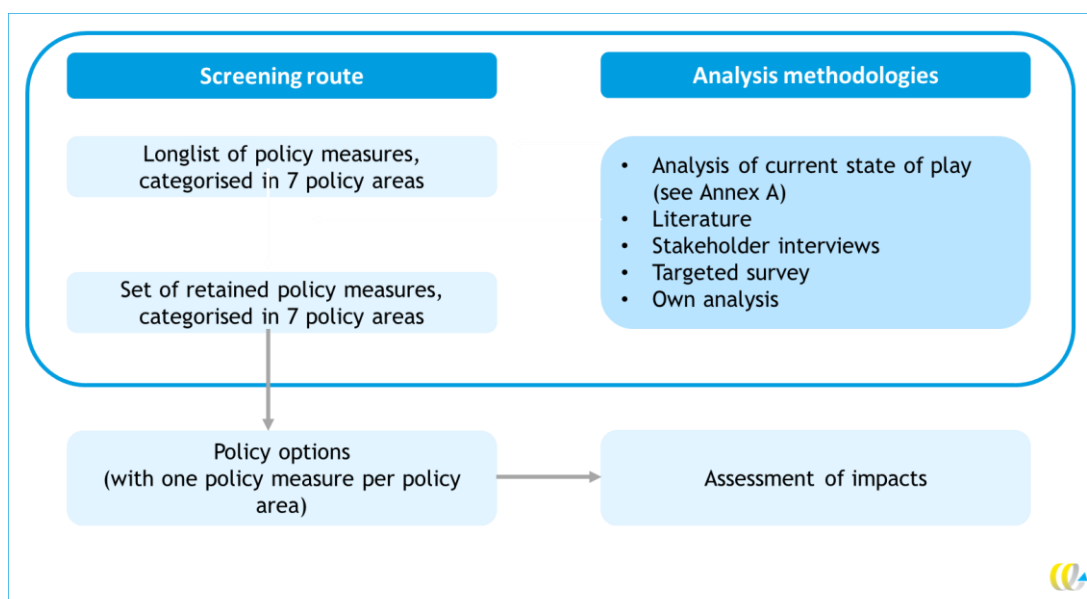 Screening route
Analysis methodologies
Longlist of policy measures,
categorised in 7 policy areas
• Analysis of current state of play
(see Annex A)
• Literature
• Stakeholder interviews
• Targeted survey
• Own analysis
Set of retained policy measures,
categorised in 7 policy areas
Policy options
(with one policy measure per policy
area)
Assessment of impacts